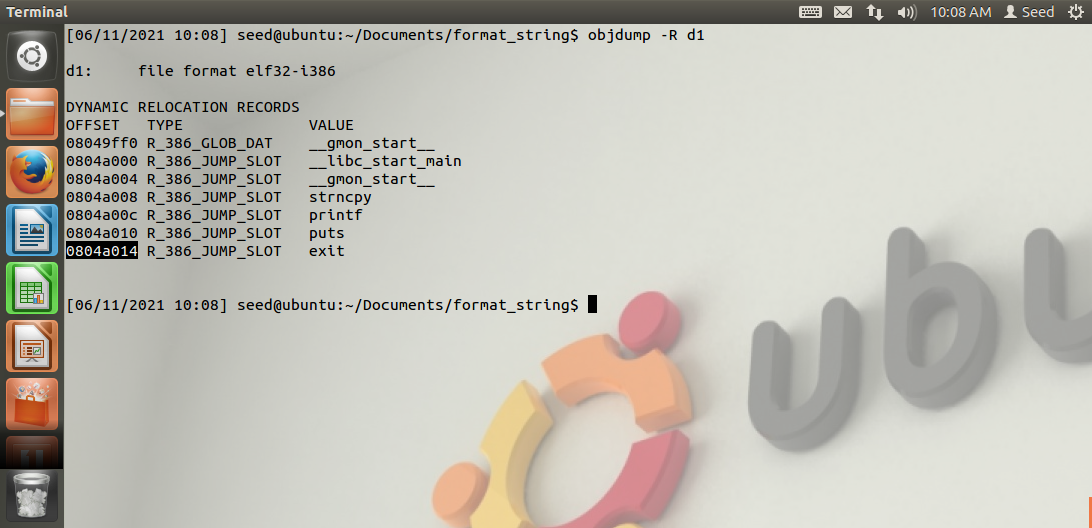 Terminal
10:08 AM Seed
[06/11/2021 10:08] seed@ubuntu:~/Documents/format_string$ objdump -R d1
d1:     file format elf32-i386
DYNAMIC RELOCATION RECORDS
OFFSET   TYPE              VALUE
08049ff0 R_386_GLOB_DAT    __gmon_start__
0804a000 R_386_JUMP_SLOT   __libc_start_main
0804a004 R_386_JUMP_SLOT   __gmon_start__
0804a008 R_386_JUMP_SLOT   strncpy
0804a00c R_386_JUMP_SLOT   printf
0804a010 R_386_JUMP_SLOT   puts
0804a014 R_386_JUMP_SLOT   exit
[06/11/2021 10:08] seed@ubuntu:~/Documents/format_string$
ubu